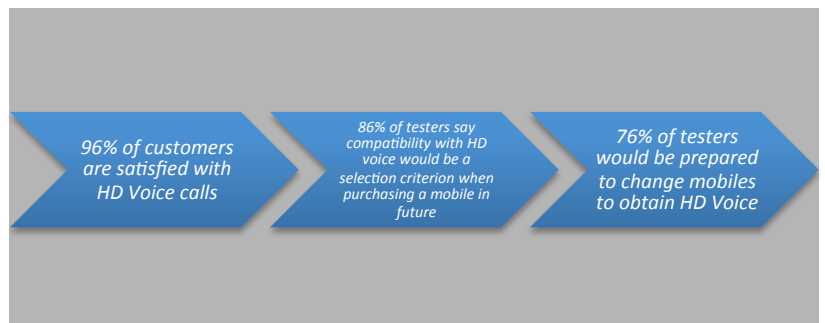 96% of customers
are satisfied with
HD Voice calls
86% of testers say
compatibility with HD
voice would be a
selection criterion when
purchasing a mobile in
future
76% of testers
would be prepared
to change mobiles
to obtain HD Voice